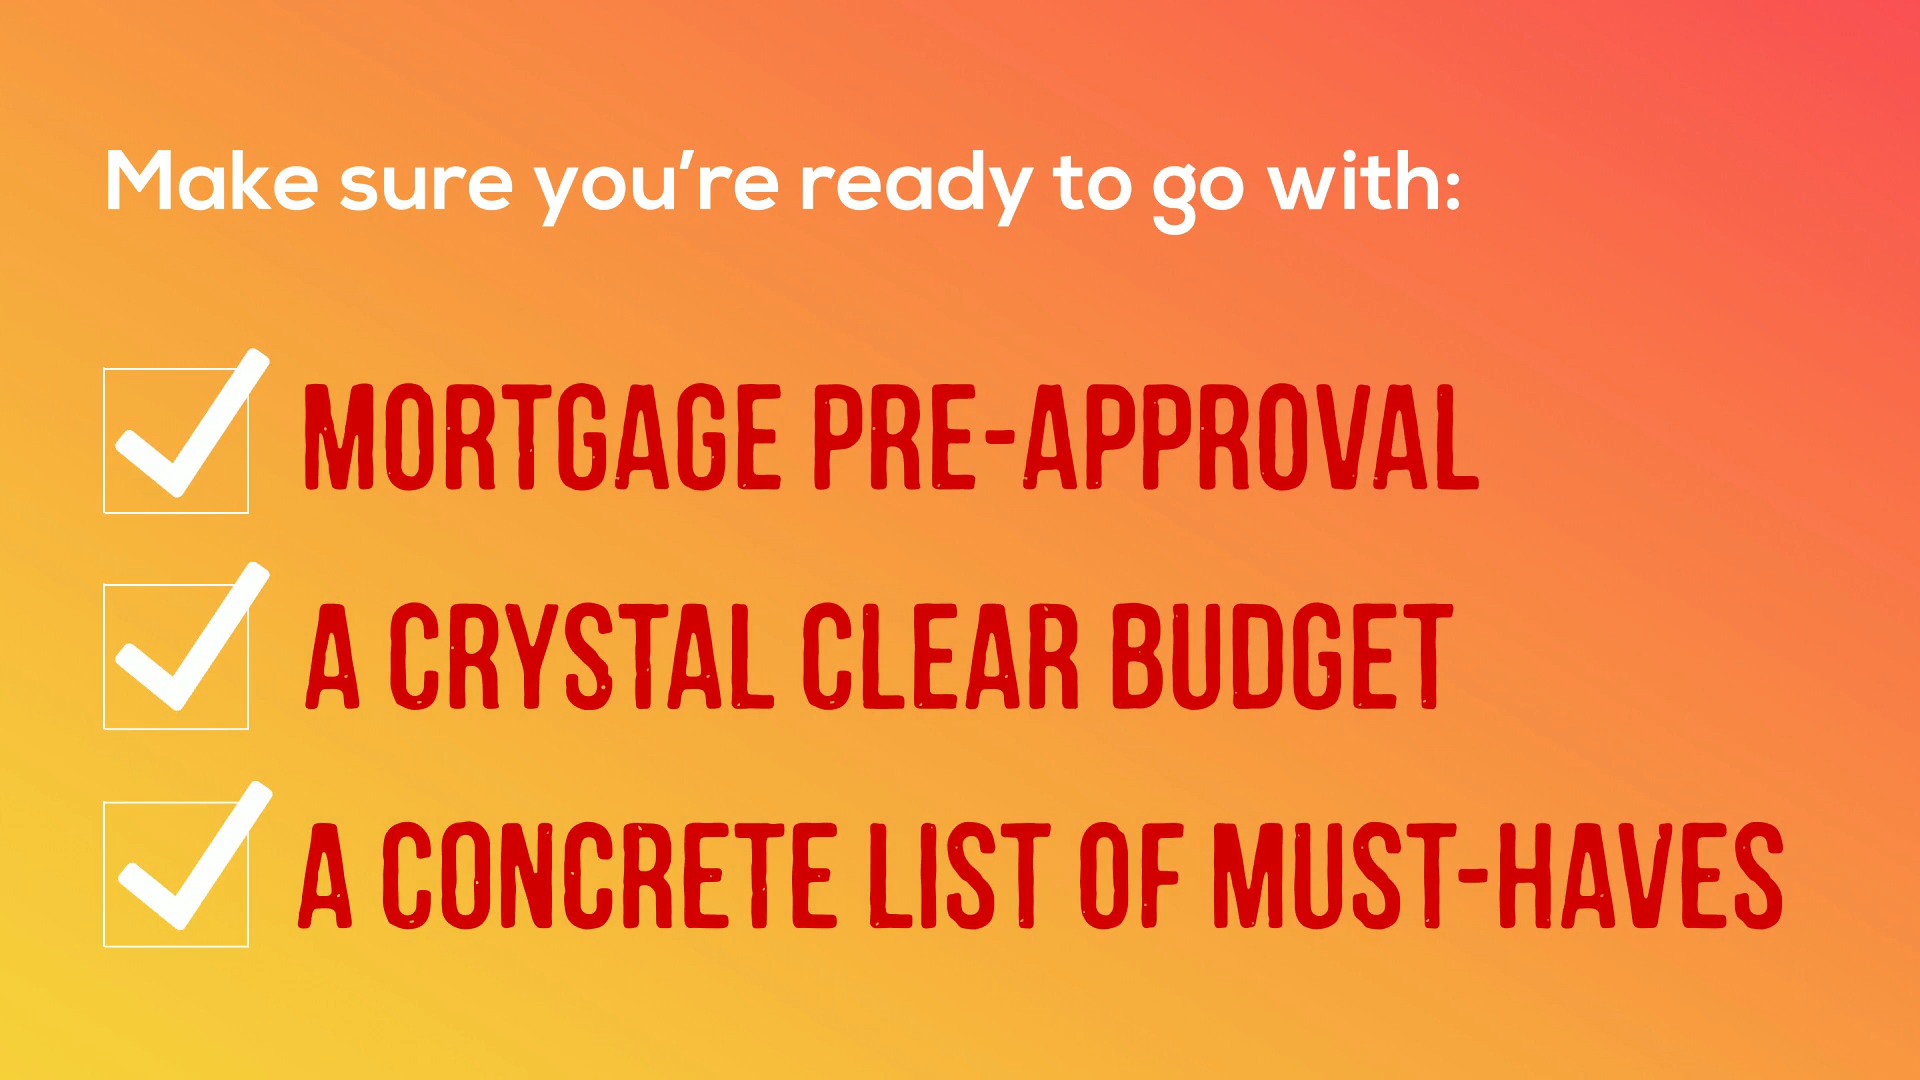 Make sure you're ready to go with:
MORTGAGE PRE-APPROVAL
A CRYSTAL CLEAR BUDGET
A CONCRETE LIST OF MUST-HAVES